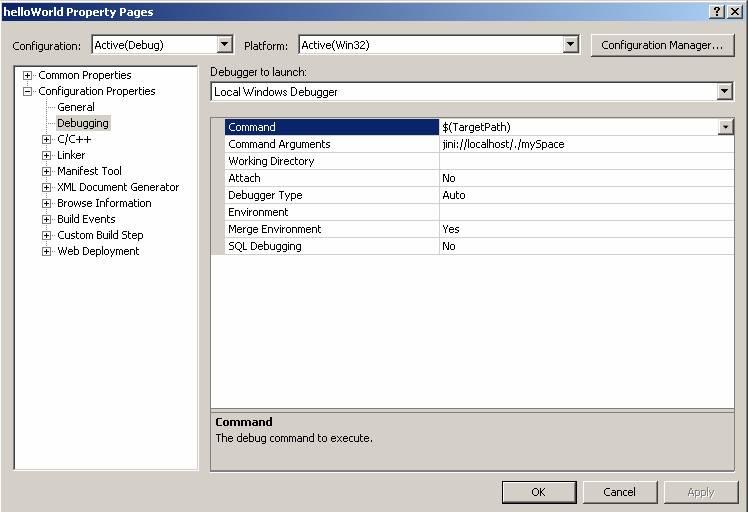 helloWorld Property Pages
Configuration: Active(Debug) Platform: Active(Win32) Configuration Manager...
Common Properties
Configuration Properties
General
Debugging
C/C++
Linker
Manifest Tool
XML Document Generator
Browse Information
Build Events
Custom Build Step
Web Deployment
Debugger to launch:
Local Windows Debugger
Command $(TargetPath)
Command Arguments jini://localhost/./mySpace
Working Directory
Attach No
Debugger Type Auto
Environment
Merge Environment Yes
SQL Debugging No
Command
The debug command to execute.
OK Cancel Apply